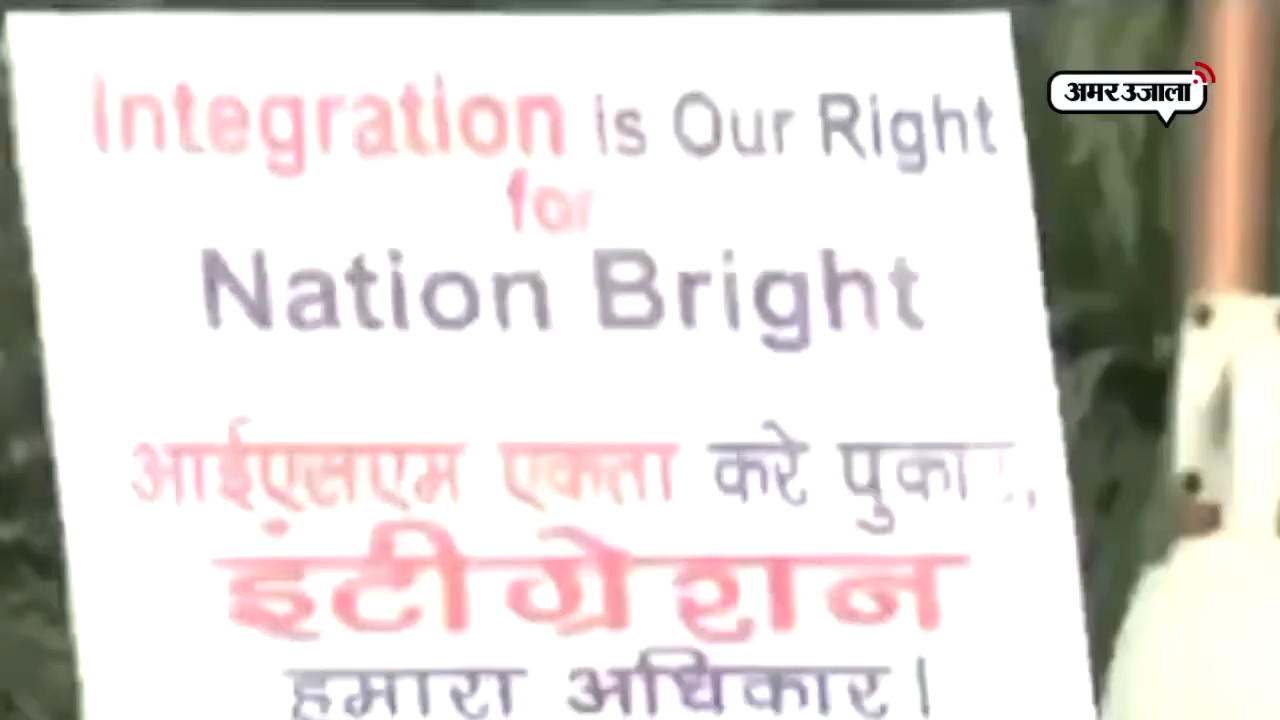 अमर उजाला
Integration is Our Right
for
Nation Bright
आईएसएम एकता करे पुकार,
इंटीग्रेशन
हमारा अधिकार।